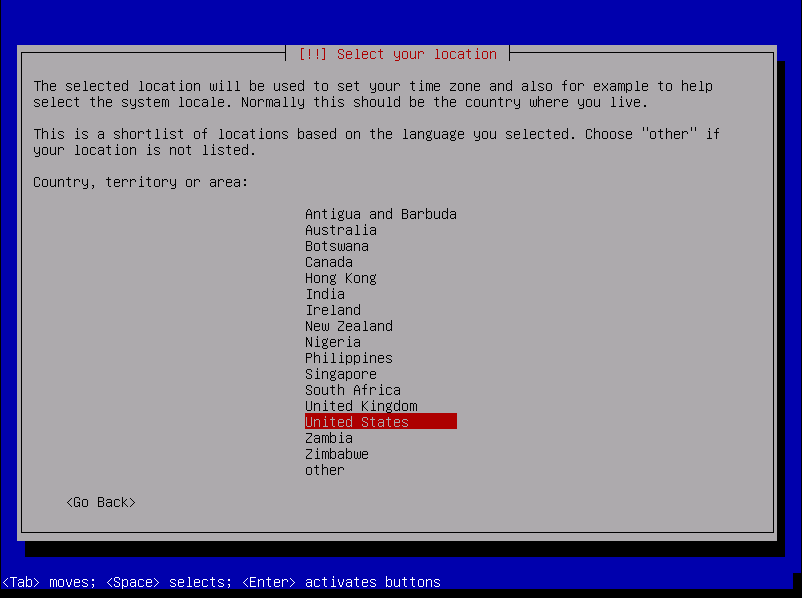 [!!] Select your location
The selected location will be used to set your time zone and also for example to help
select the system locale. Normally this should be the country where you live.
This is a shortlist of locations based on the language you selected. Choose "other" if
your location is not listed.
Country, territory or area:
Antigua and Barbuda
Australia
Botswana
Canada
Hong Kong
India
Ireland
New Zealand
Nigeria
Philippines
Singapore
South Africa
United Kingdom
United States
Zambia
Zimbabwe
other
<Go Back>
<Tab> moves; <Space> selects; <Enter> activates buttons